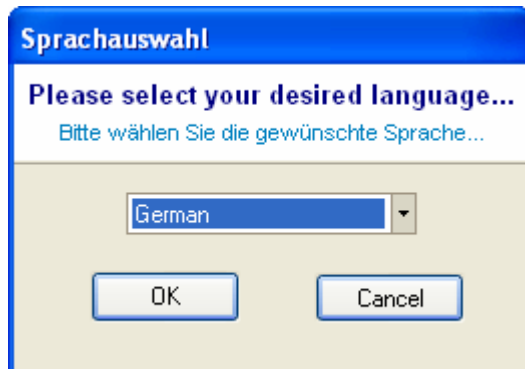 Sprachauswahl
Please select your desired language...
Bitte wählen Sie die gewünschte Sprache...
German
OK
Cancel